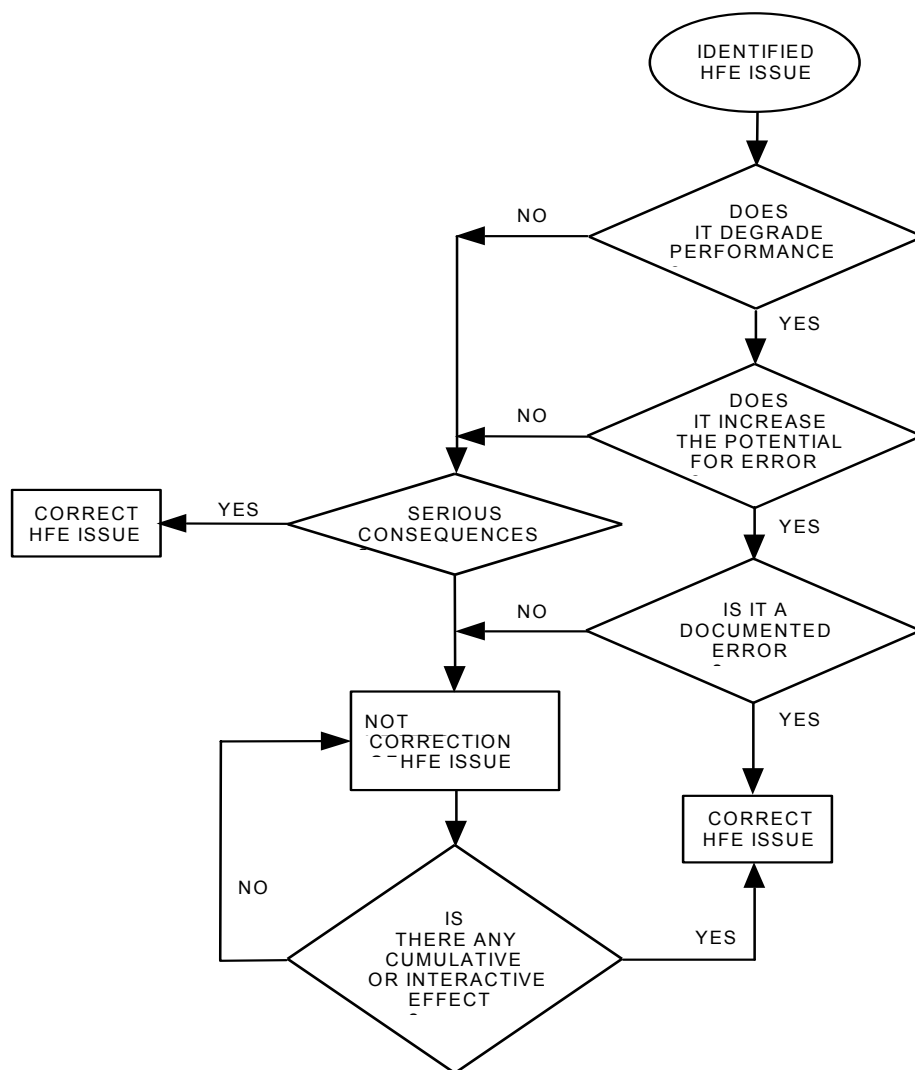 IDENTIFIED
HFE ISSUE
DOES
IT DEGRADE
PERFORMANCE
NO
YES
DOES
IT INCREASE
THE POTENTIAL
FOR ERROR
NO
YES
SERIOUS
CONSEQUENCES
YES
CORRECT
HFE ISSUE
IS IT A
DOCUMENTED
ERROR
NO
YES
NOT
CORRECTION
HFE ISSUE
CORRECT
HFE ISSUE
IS
THERE ANY
CUMULATIVE
OR INTERACTIVE
EFFECT
NO
YES